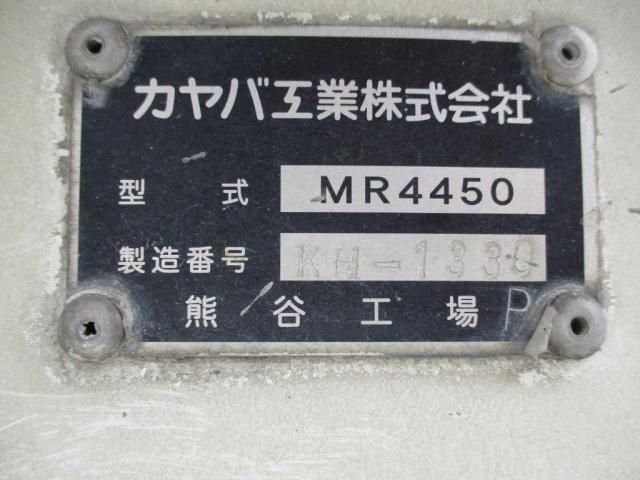 カヤバ工業株式会社
型式 MR4450
製造番号 KH-1339
熊谷工場 P